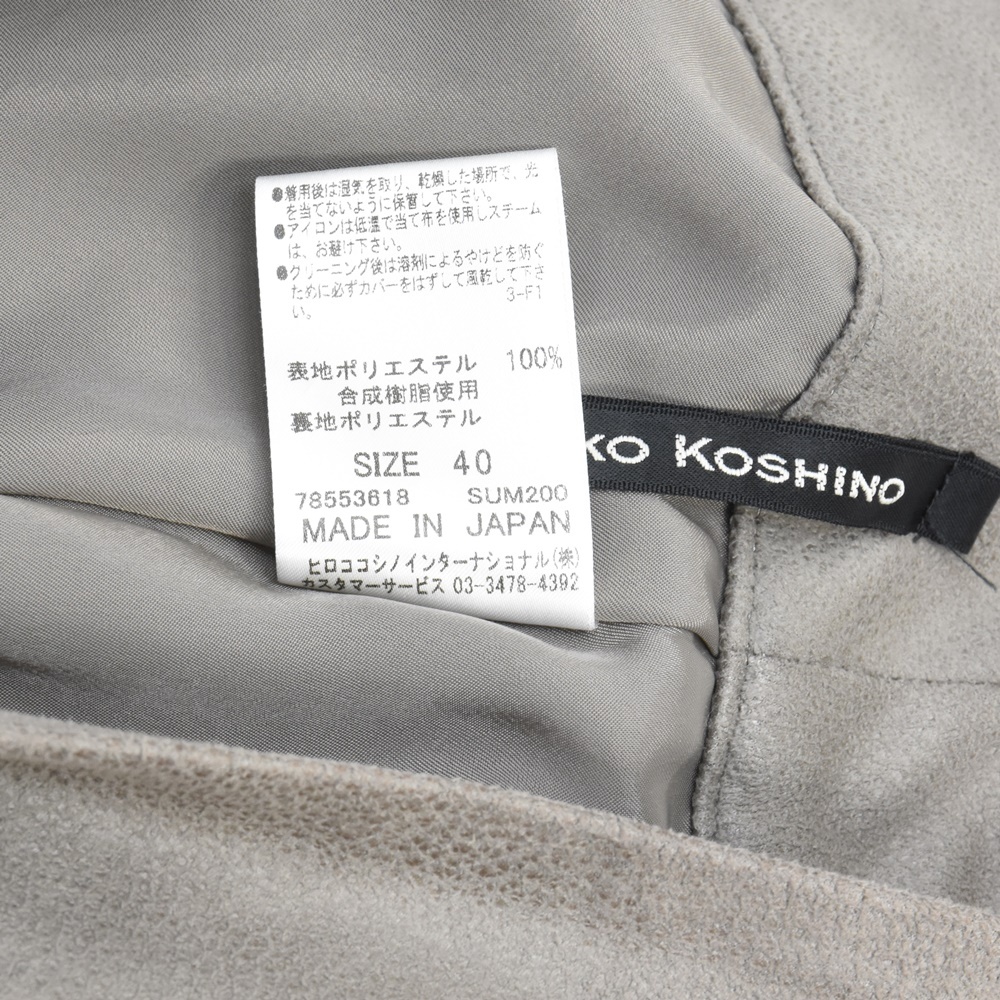 ●着用後は湿気を取り、乾燥した場所で、光
を当てないように保管して下さい。
●アイロンは低温で当て布を使用しスチーム
は、お避け下さい。
●クリーニング後は溶剤によるやけどを防ぐ
ために必ずカバーをはずして風乾して下さ
い。 3-F1
表地ポリエステル 100%
合成樹脂使用
裏地ポリエステル
SIZE 40
78553618 SUM200
MADE IN JAPAN
ヒロココシノインターナショナル(株)
カスタマーサービス 03-3478-4392
KO KOSHINO